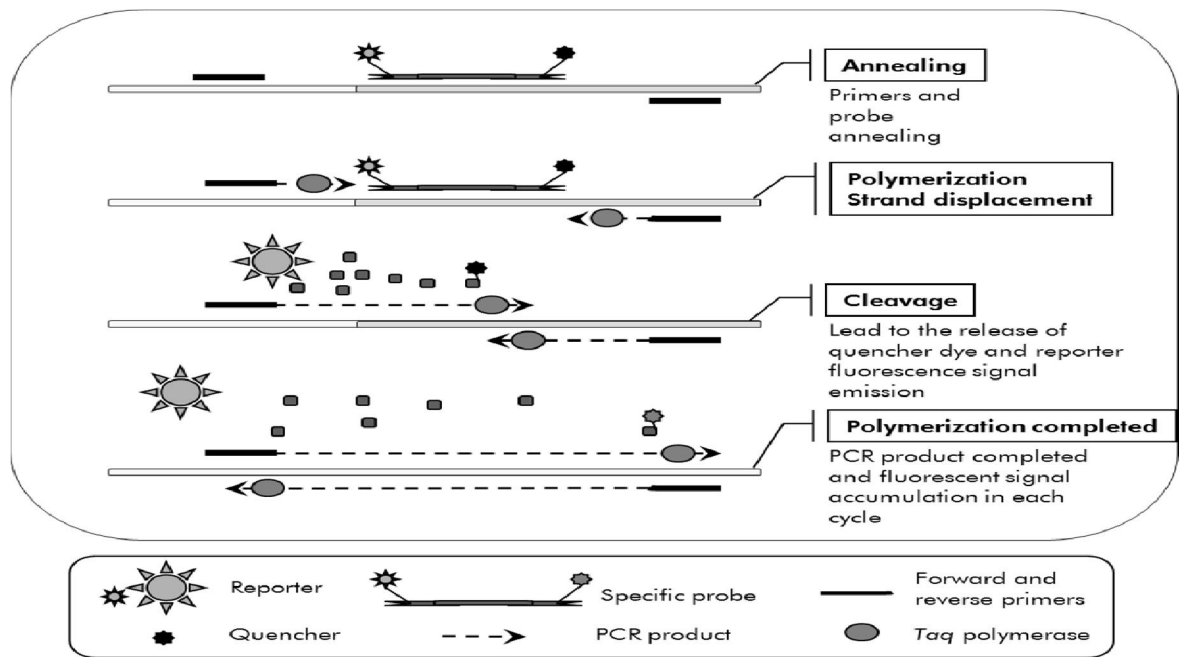 Annealing
Primers and
probe
annealing
Polymerization
Strand displacement
Cleavage
Lead to the release of
quencher dye and reporter
fluorescence signal
emission
Polymerization completed
PCR product completed
and fluorescent signal
accumulation in each
cycle
Reporter
Specific probe
Forward and
reverse primers
Quencher
PCR product
Taq polymerase